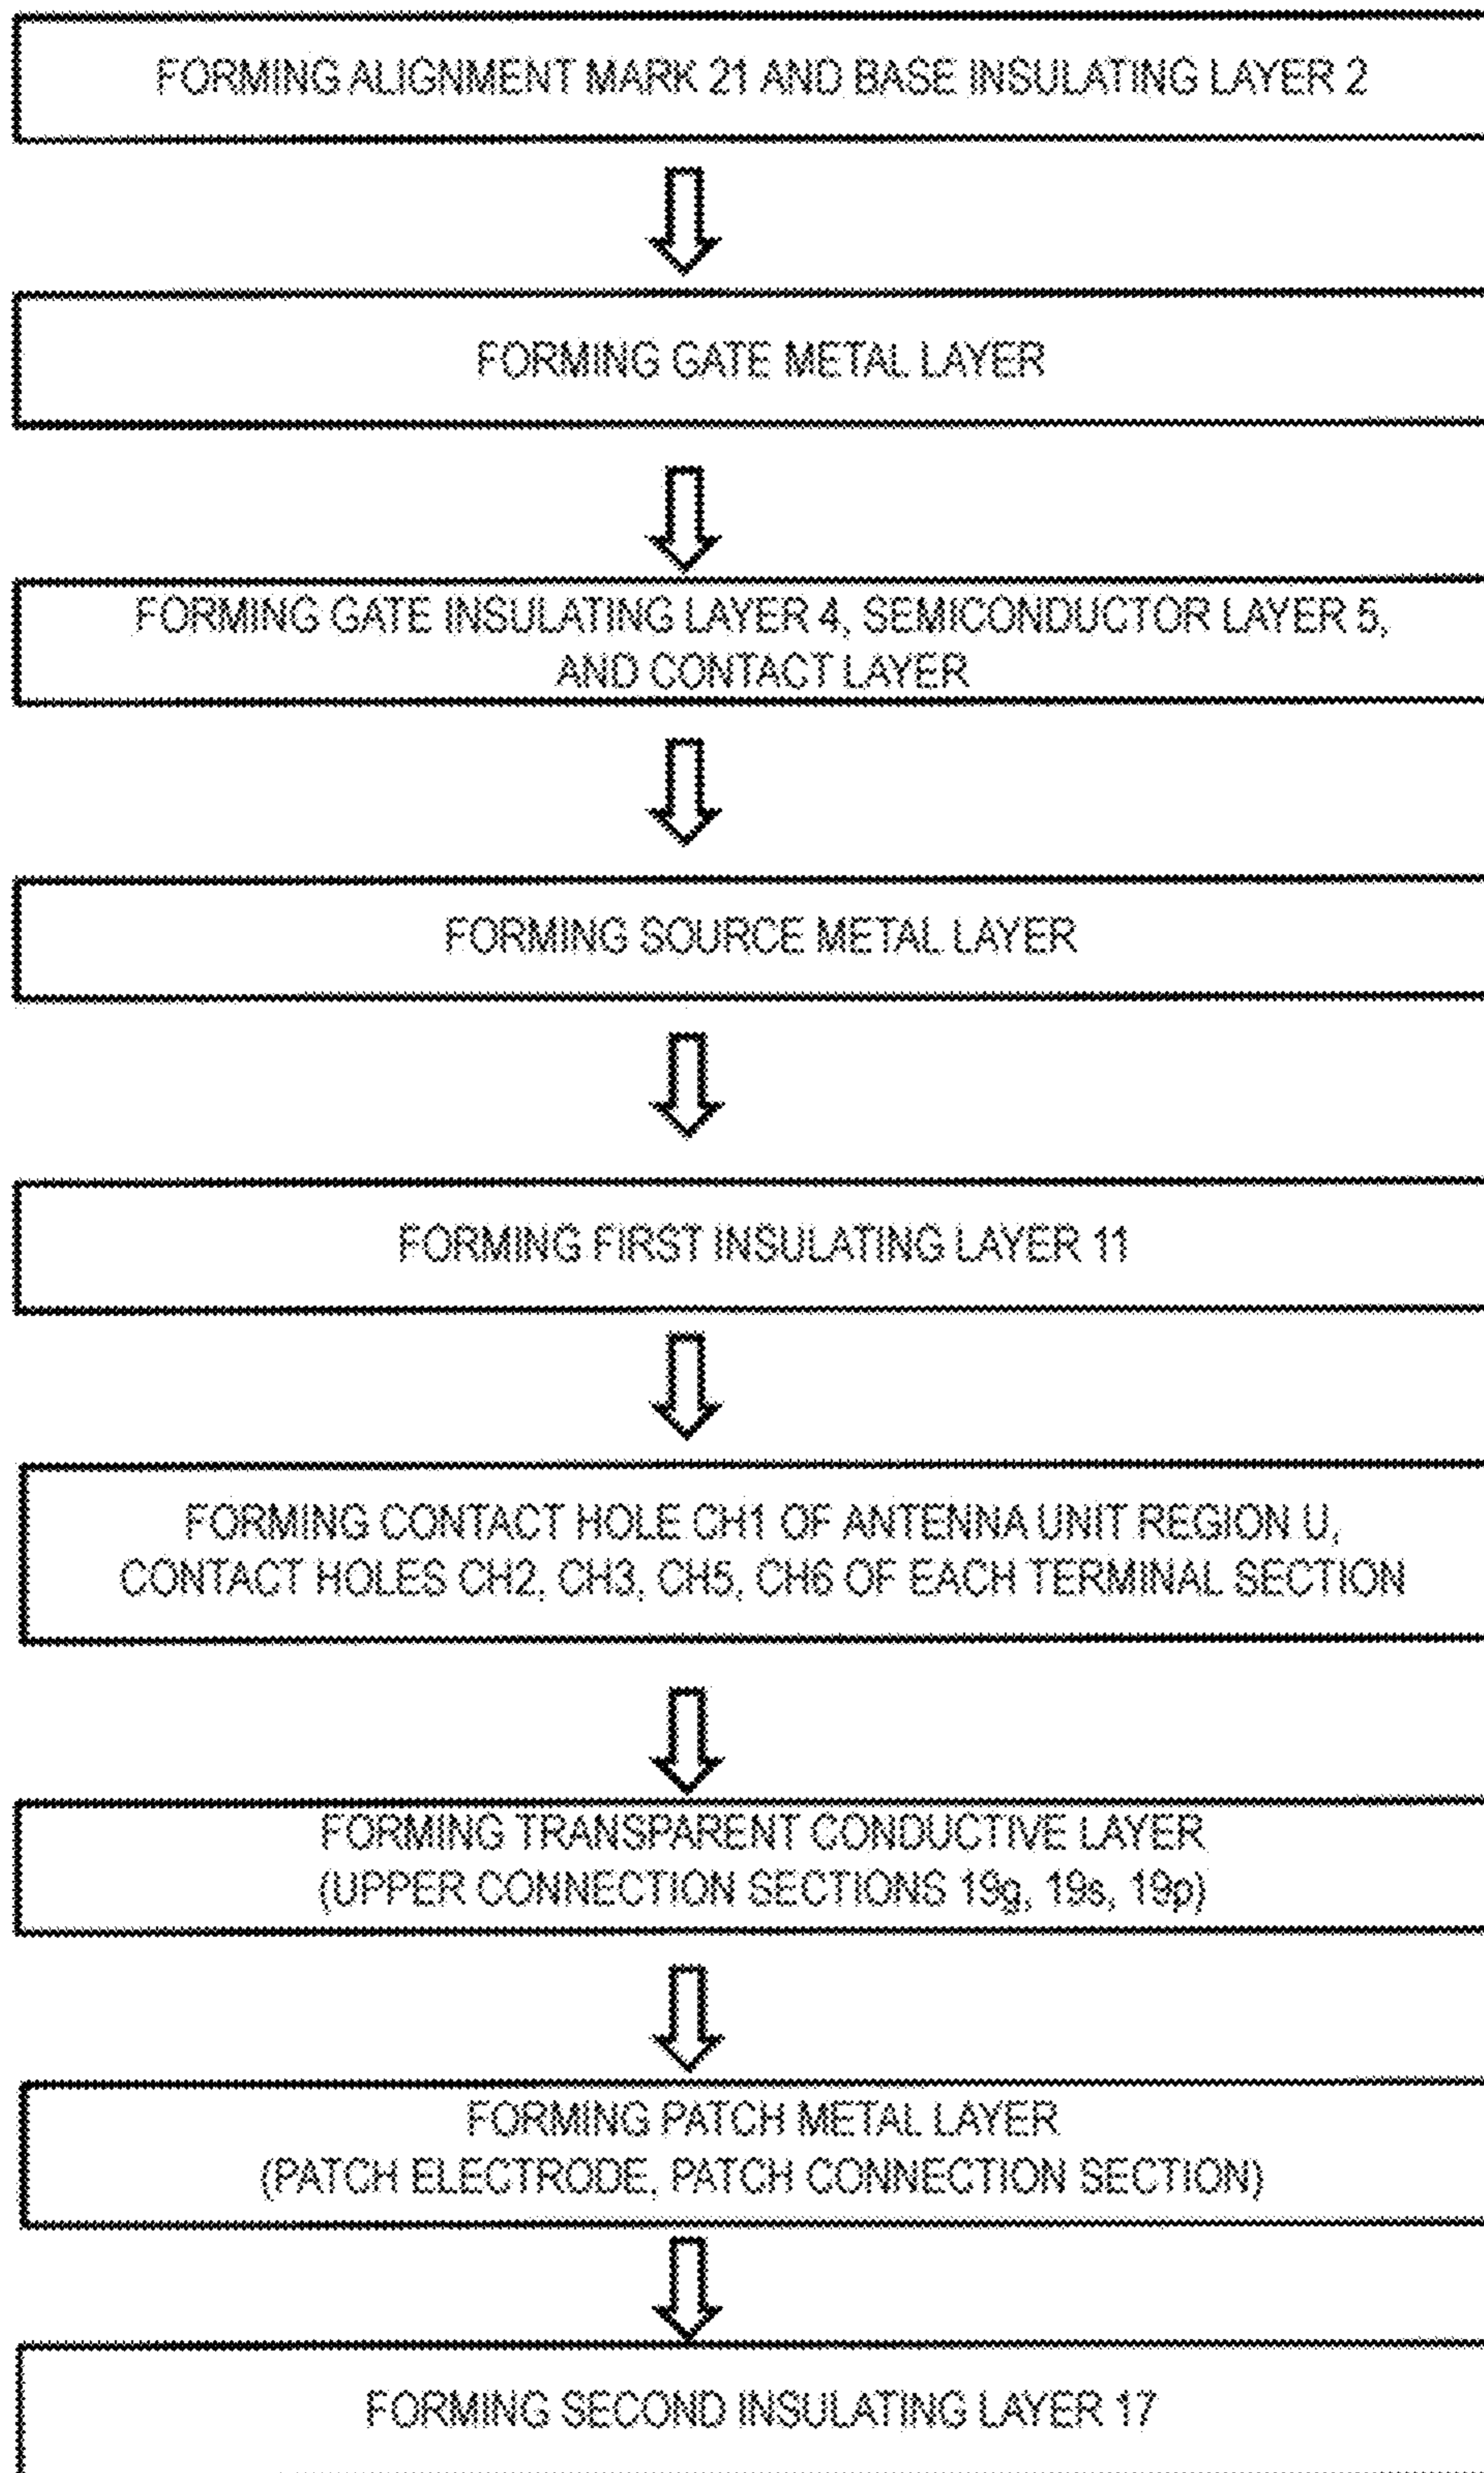 FORMING ALIGNMENT MARK 21 AND BASE INSULATING LAYER 2
FORMING GATE METAL LAYER
FORMING GATE INSULATING LAYER 4, SEMICONDUCTOR LAYER 5,
AND CONTACT LAYER
FORMING SOURCE METAL LAYER
FORMING FIRST INSULATING LAYER 11
FORMING CONTACT HOLE CH1 OF ANTENNA UNIT REGION U,
CONTACT HOLES CH2, CH3, CH5, CH6 OF EACH TERMINAL SECTION
FORMING TRANSPARENT CONDUCTIVE LAYER
(UPPER CONNECTION SECTIONS 19g, 19s, 19p)
FORMING PATCH METAL LAYER
(PATCH ELECTRODE, PATCH CONNECTION SECTION)
FORMING SECOND INSULATING LAYER 17